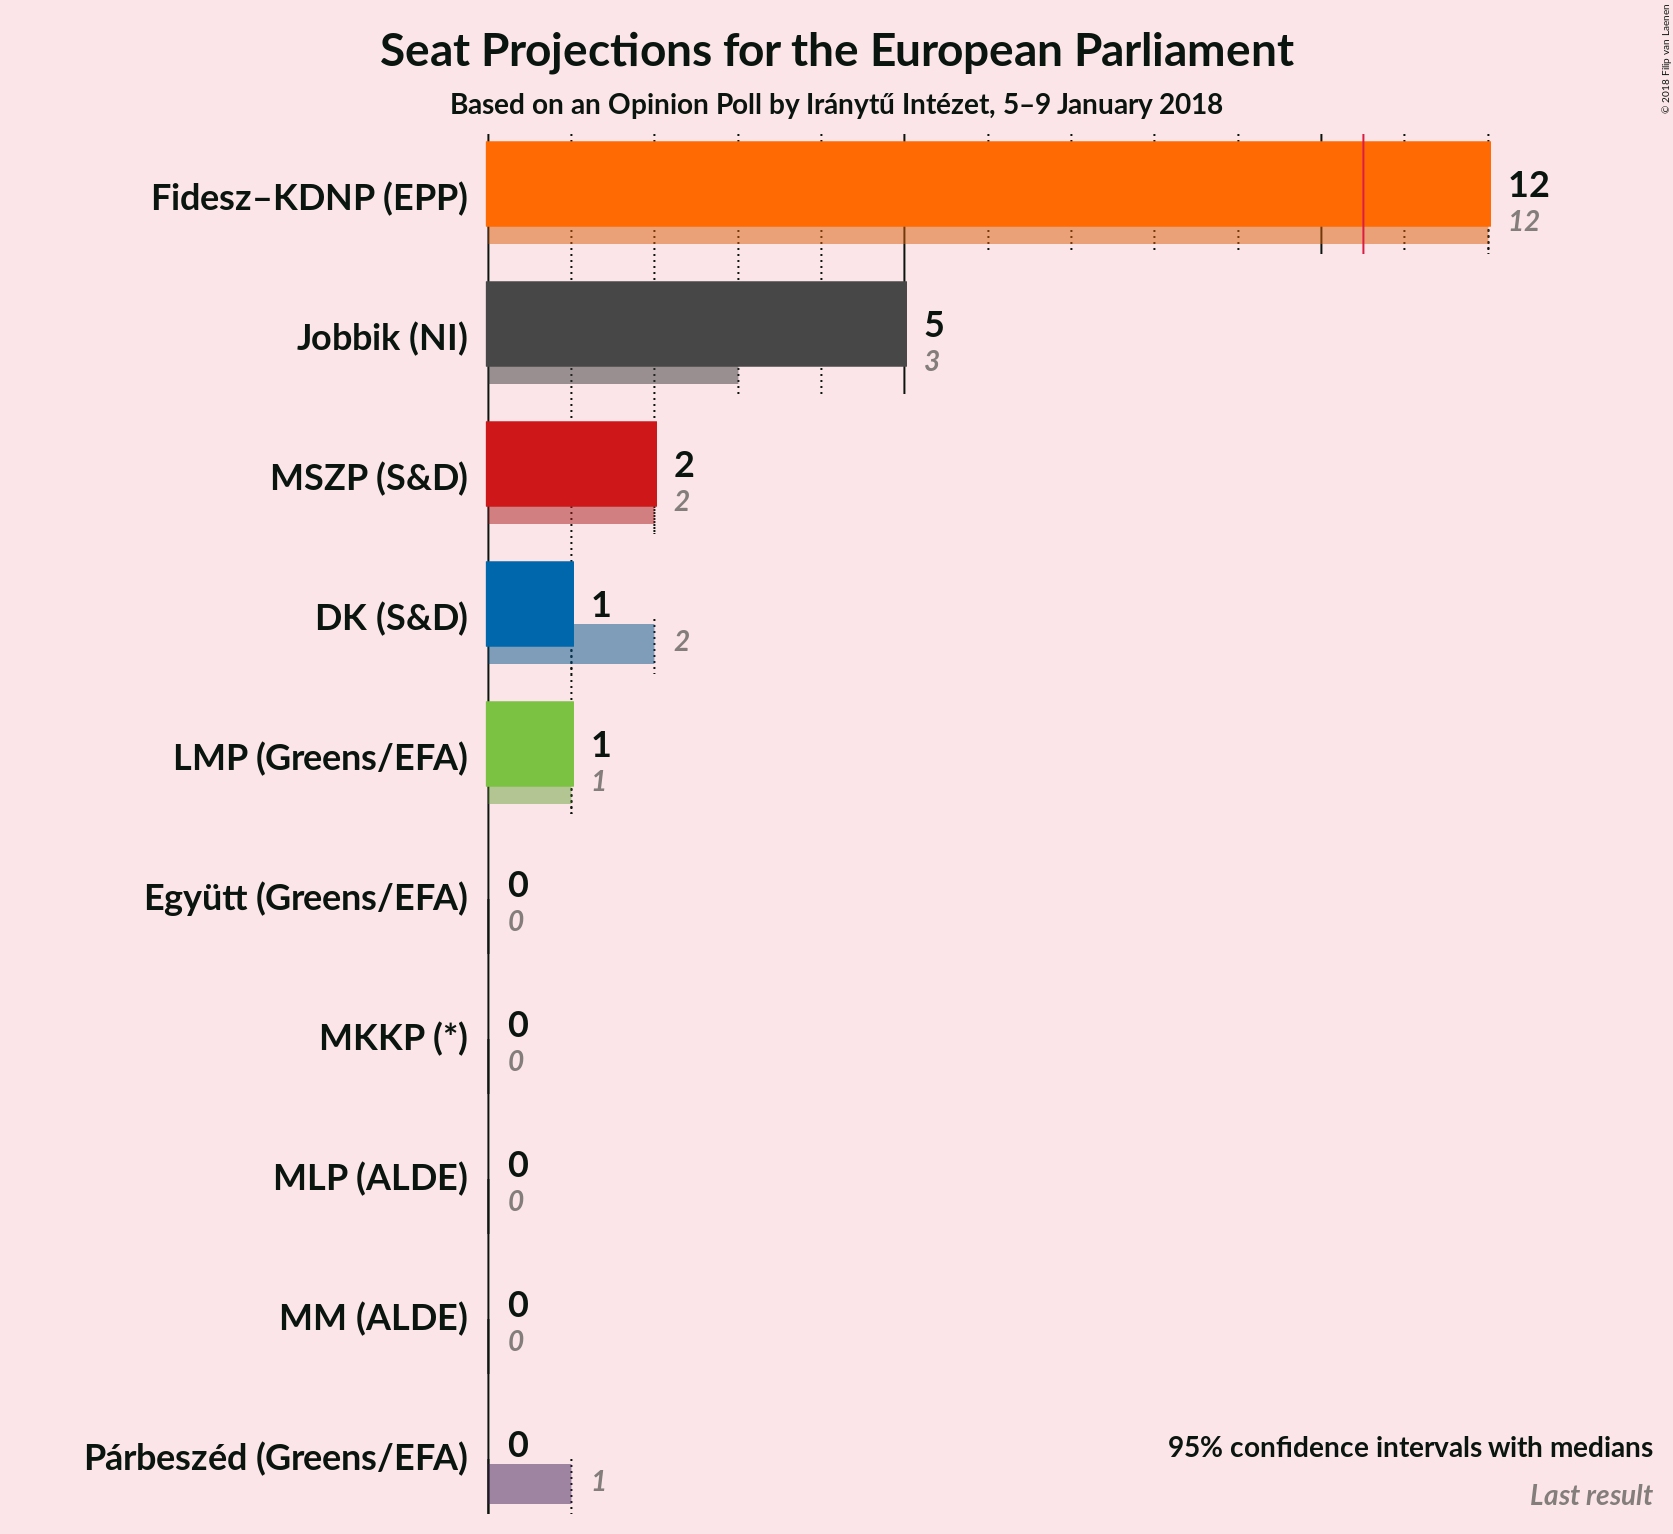 Seat Projections for the European Parliament
Based on an Opinion Poll by Iránytű Intézet, 5–9 January 2018
© 2018 Filip van Laenen
Fidesz–KDNP (EPP)
12
12
Jobbik (NI)
5
3
MSZP (S&D)
2
2
DK (S&D)
1
2
LMP (Greens/EFA)
1
1
Együtt (Greens/EFA)
0
0
MKKP (*)
0
0
MLP (ALDE)
0
0
MM (ALDE)
0
0
Párbeszéd (Greens/EFA)
0
1
95% confidence intervals with medians
Last result